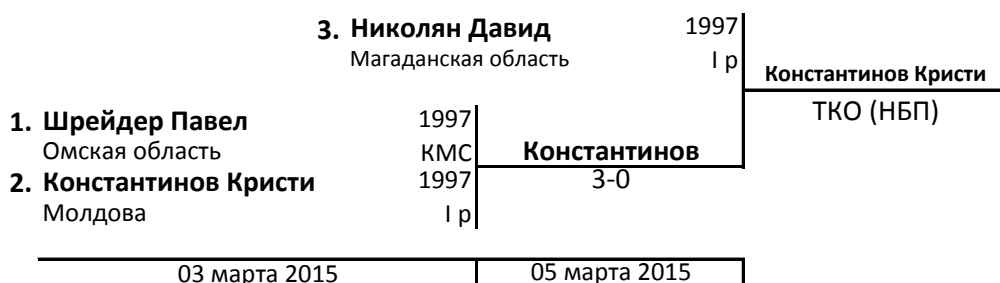 3. Николян Давид 1997
Магаданская область I р
Константинов Кристи
ТКО (НБП)
1. Шрейдер Павел 1997
Омская область КМС
Константинов
3-0
2. Константинов Кристи 1997
Молдова I р
03 марта 2015 05 марта 2015